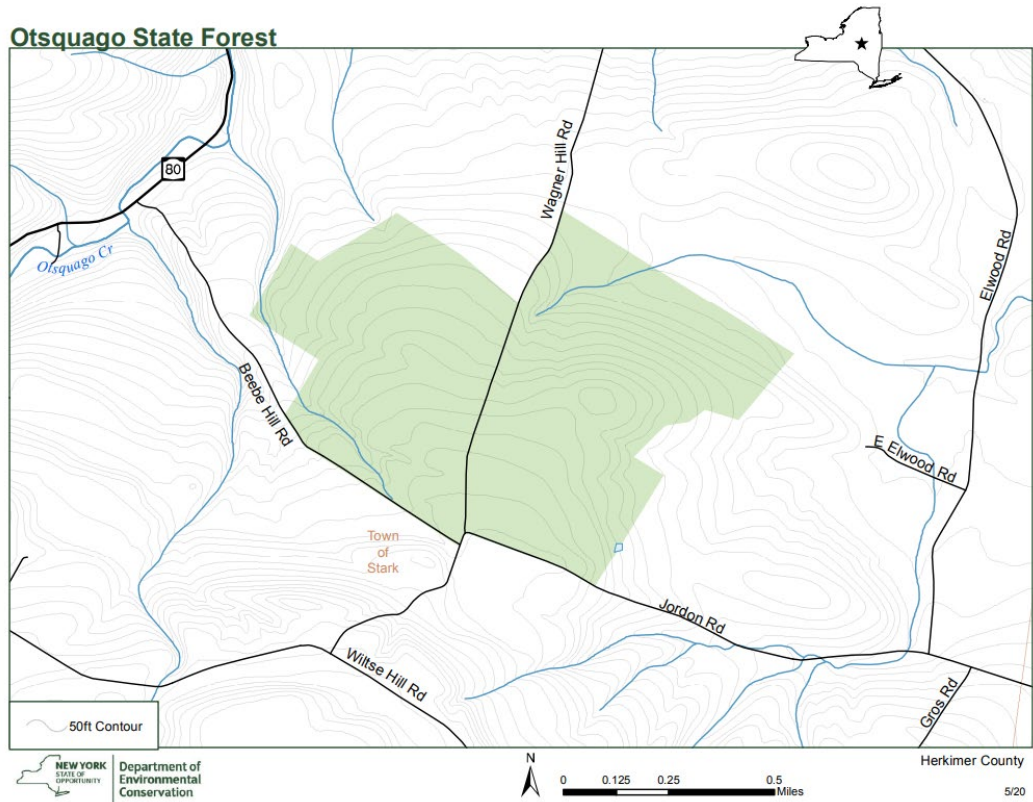 Otsquago State Forest
80
Wagner Hill Rd
Elwood Rd
Otsquago Cr
Beebe Hill Rd
E Elwood Rd
Town
of
Stark
Jordon Rd
Wiltse Hill Rd
Gros Rd
50ft Contour
NEW YORK
STATE OF
OPPORTUNITY
Department of
Environmental
Conservation
N
0 0.125 0.25 0.5
Miles
Herkimer County
5/20